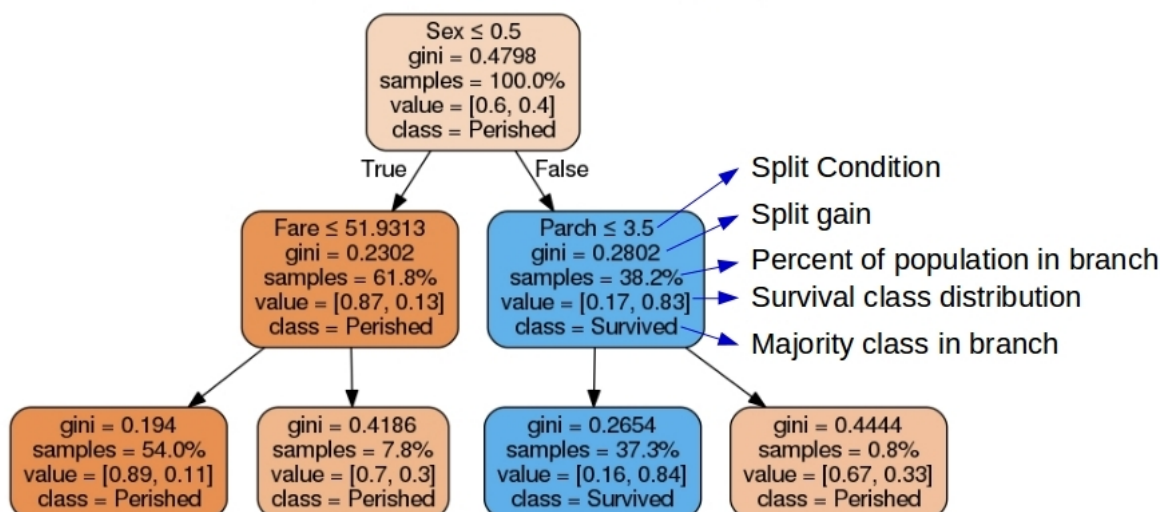 Sex ≤ 0.5
gini = 0.4798
samples = 100.0%
value = [0.6, 0.4]
class = Perished
True
False
Fare ≤ 51.9313
gini = 0.2302
samples = 61.8%
value = [0.87, 0.13]
class = Perished
Parch ≤ 3.5
gini = 0.2802
samples = 38.2%
value = [0.17, 0.83]
class = Survived
Split Condition
Split gain
Percent of population in branch
Survival class distribution
Majority class in branch
gini = 0.194
samples = 54.0%
value = [0.89, 0.11]
class = Perished
gini = 0.4186
samples = 7.8%
value = [0.7, 0.3]
class = Perished
gini = 0.2654
samples = 37.3%
value = [0.16, 0.84]
class = Survived
gini = 0.4444
samples = 0.8%
value = [0.67, 0.33]
class = Perished